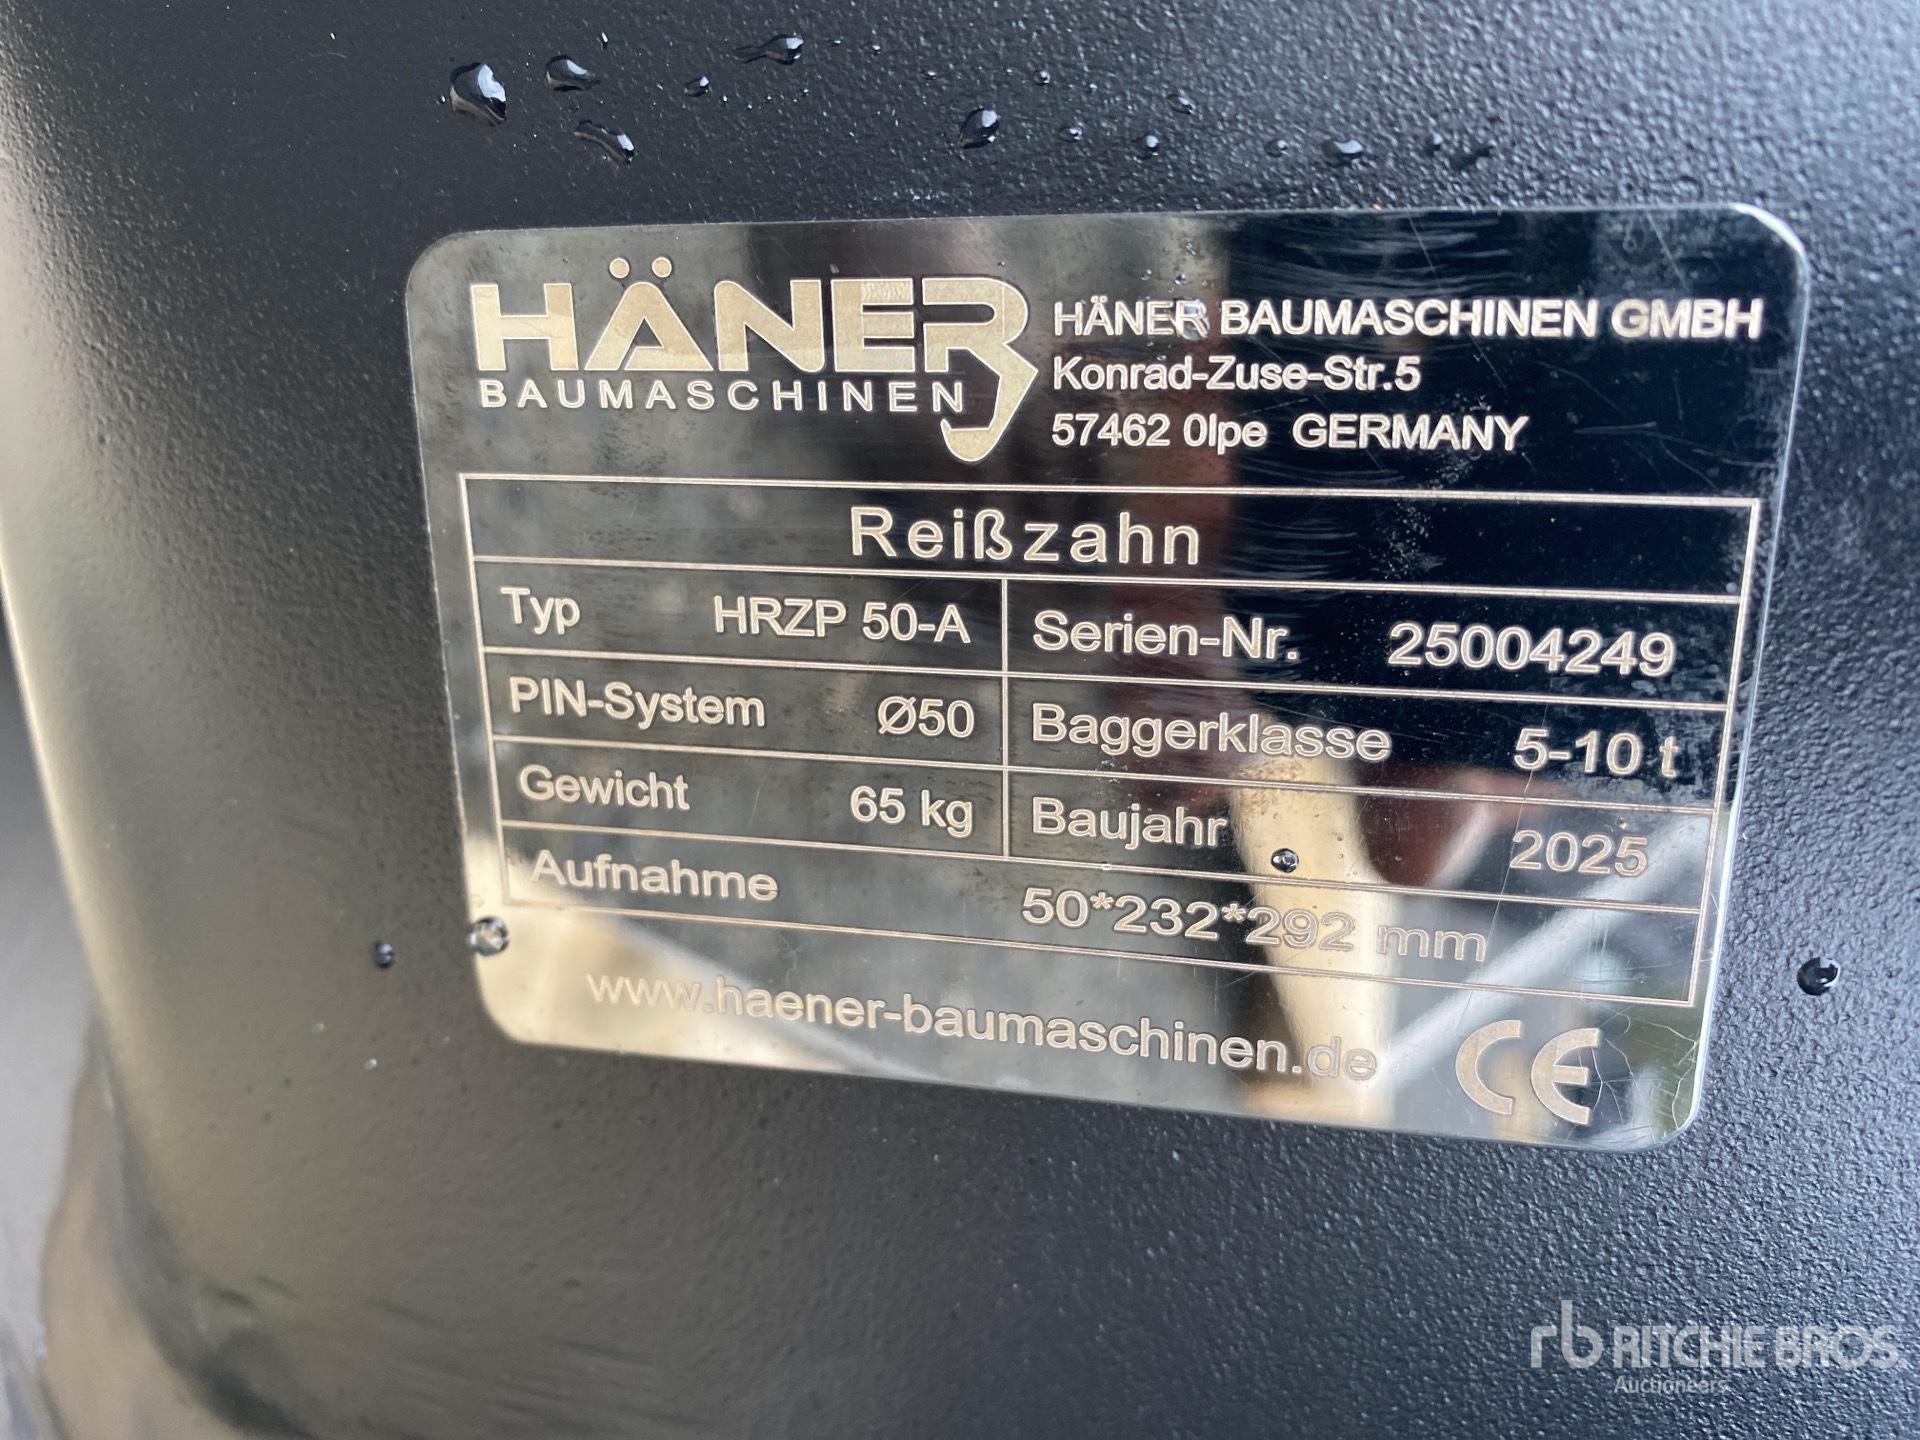 HÄNER
BAUMASCHINEN
HÄNER BAUMASCHINEN GMBH
Konrad-Zuse-Str.5
57462 Olpe GERMANY
Reißzahn
Typ HRZP 50-A Serien-Nr. 25004249
PIN-System Ø50 Baggerklasse 5-10 t
Gewicht 65 kg Baujahr 2025
Aufnahme 50*232*292 mm
www.haener-baumaschinen.de CE
rb RITCHIE BROS.
Auctioneers